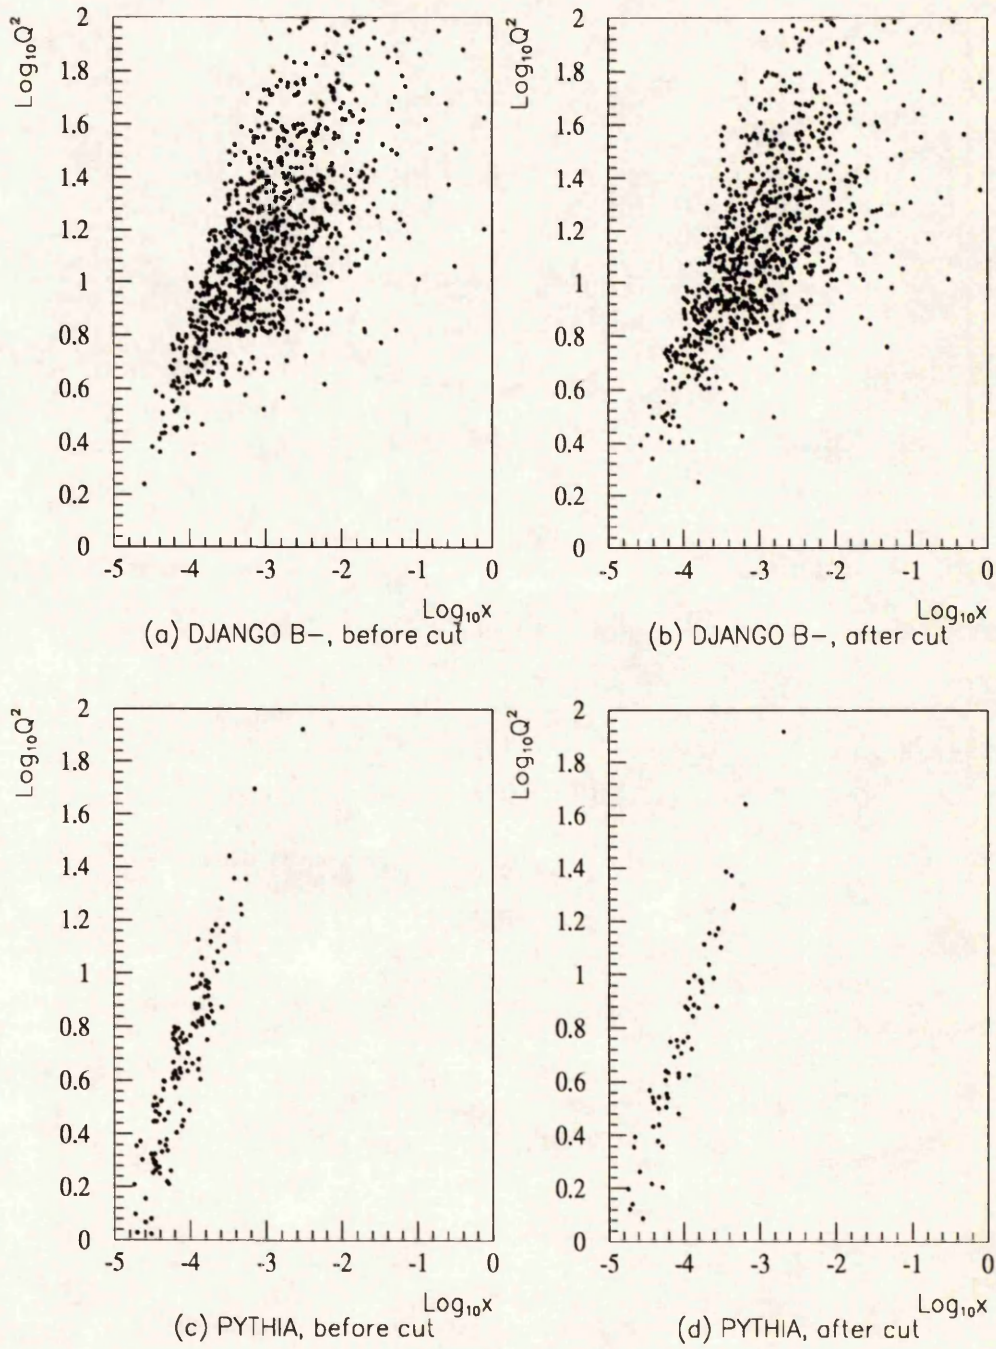 Log₁₀Q²
2
1.8
1.6
1.4
1.2
1
0.8
0.6
0.4
0.2
0
-5 -4 -3 -2 -1 0
Log₁₀x
(a) DJANGO B–, before cut
Log₁₀Q²
2
1.8
1.6
1.4
1.2
1
0.8
0.6
0.4
0.2
0
-5 -4 -3 -2 -1 0
Log₁₀x
(b) DJANGO B–, after cut
Log₁₀Q²
2
1.8
1.6
1.4
1.2
1
0.8
0.6
0.4
0.2
0
-5 -4 -3 -2 -1 0
Log₁₀x
(c) PYTHIA, before cut
Log₁₀Q²
2
1.8
1.6
1.4
1.2
1
0.8
0.6
0.4
0.2
0
-5 -4 -3 -2 -1 0
Log₁₀x
(d) PYTHIA, after cut